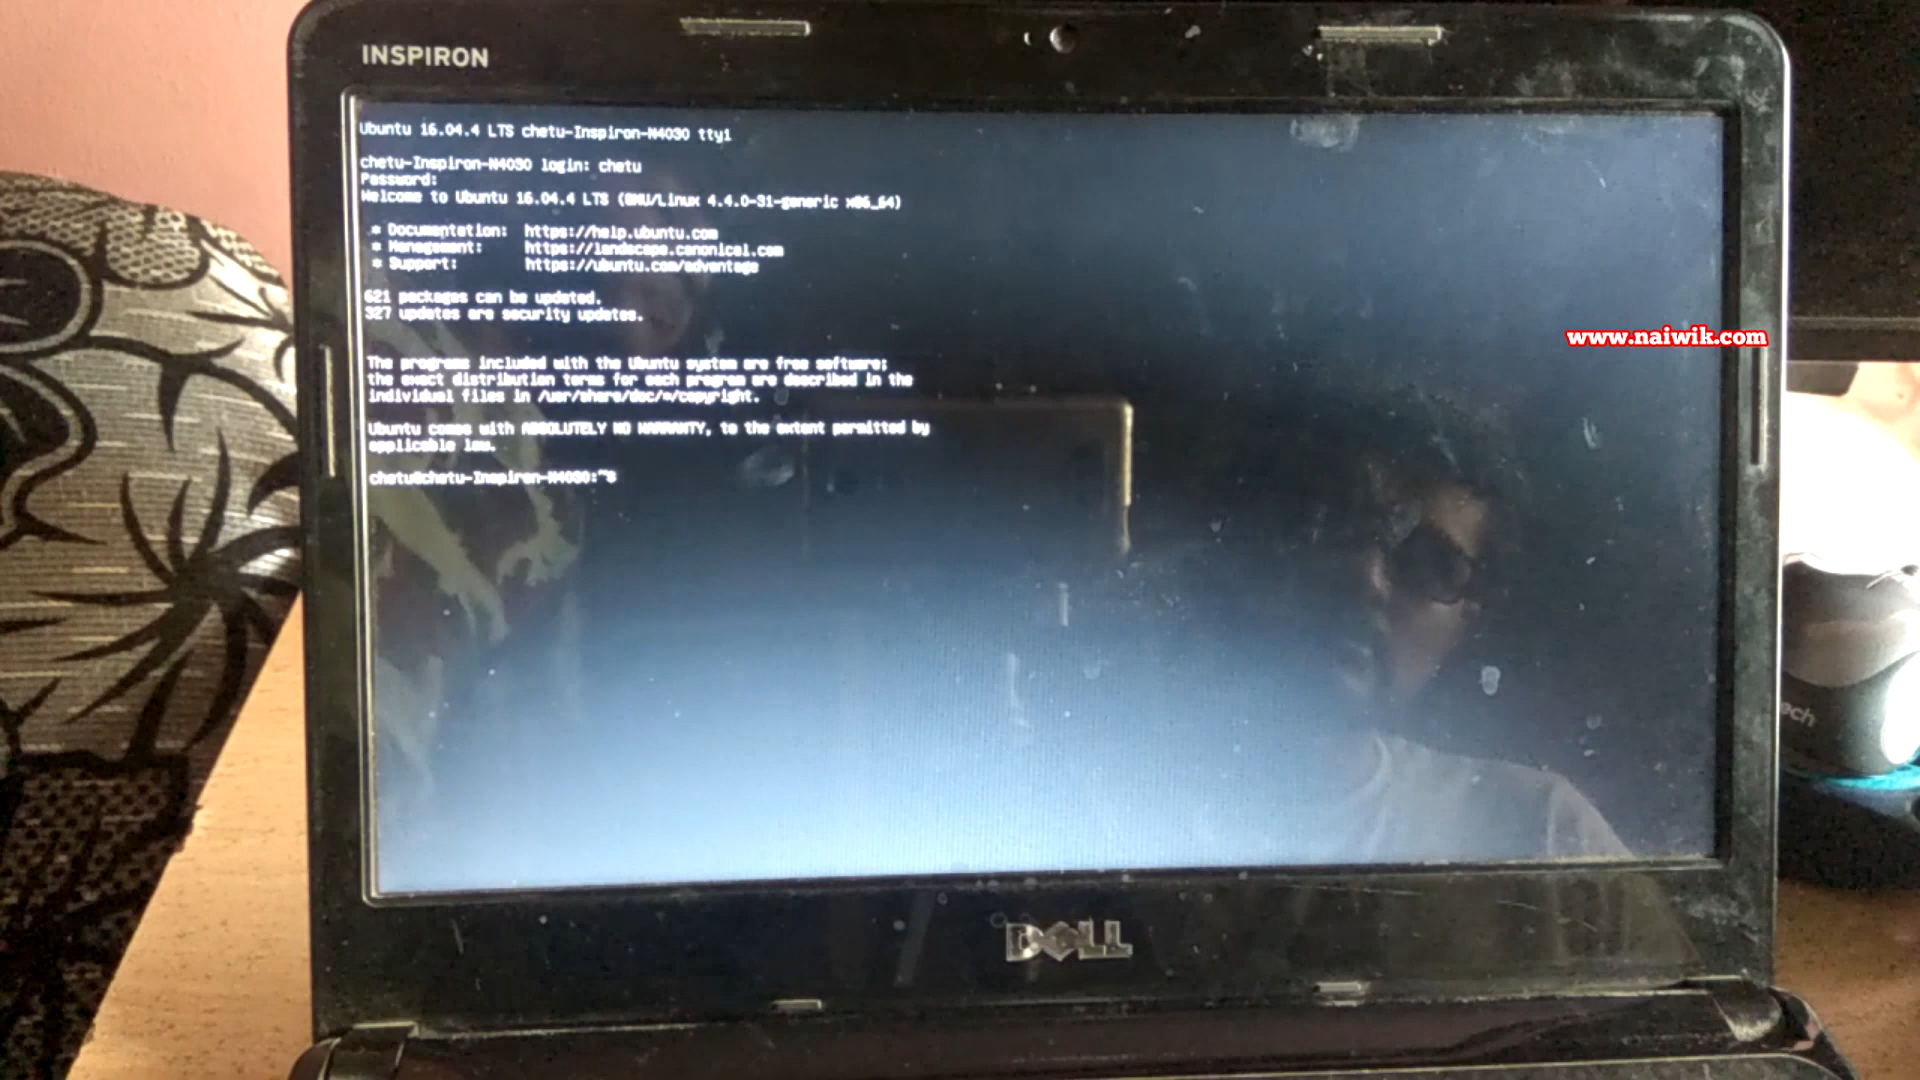 INSPIRON
Ubuntu 16.04.4 LTS chetu-Inspiron-N4030 tty1
chetu-Inspiron-N4030 login: chetu
Password:
Welcome to Ubuntu 16.04.4 LTS (GNU/Linux 4.4.0-31-generic x86_64)
* Documentation: https://help.ubuntu.com
* Management: https://landscape.canonical.com
* Support: https://ubuntu.com/advantage
621 packages can be updated.
327 updates are security updates.
www.naiwik.com
The programs included with the Ubuntu system are free software;
the exact distribution terms for each program are described in the
individual files in /usr/share/doc/*/copyright.
Ubuntu comes with ABSOLUTELY NO WARRANTY, to the extent permitted by
applicable law.
chetu@chetu-Inspiron-N4030:~$
DELL